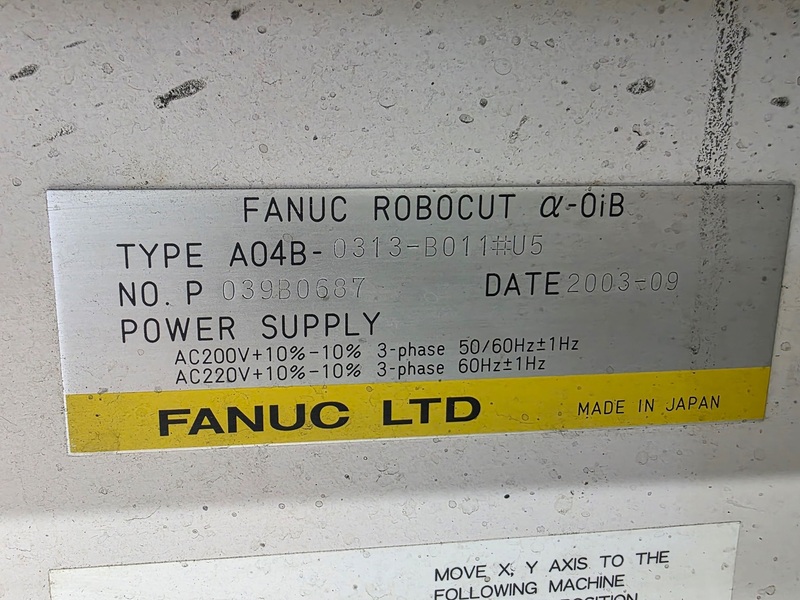 FANUC ROBOCUT α-0iB
TYPE A04B-0313-B011#U5
NO. P 039B0687 DATE 2003-09
POWER SUPPLY
AC200V+10%-10% 3-phase 50/60Hz±1Hz
AC220V+10%-10% 3-phase 60Hz±1Hz
FANUC LTD MADE IN JAPAN
MOVE X, Y AXIS TO THE
FOLLOWING MACHINE
POSITION